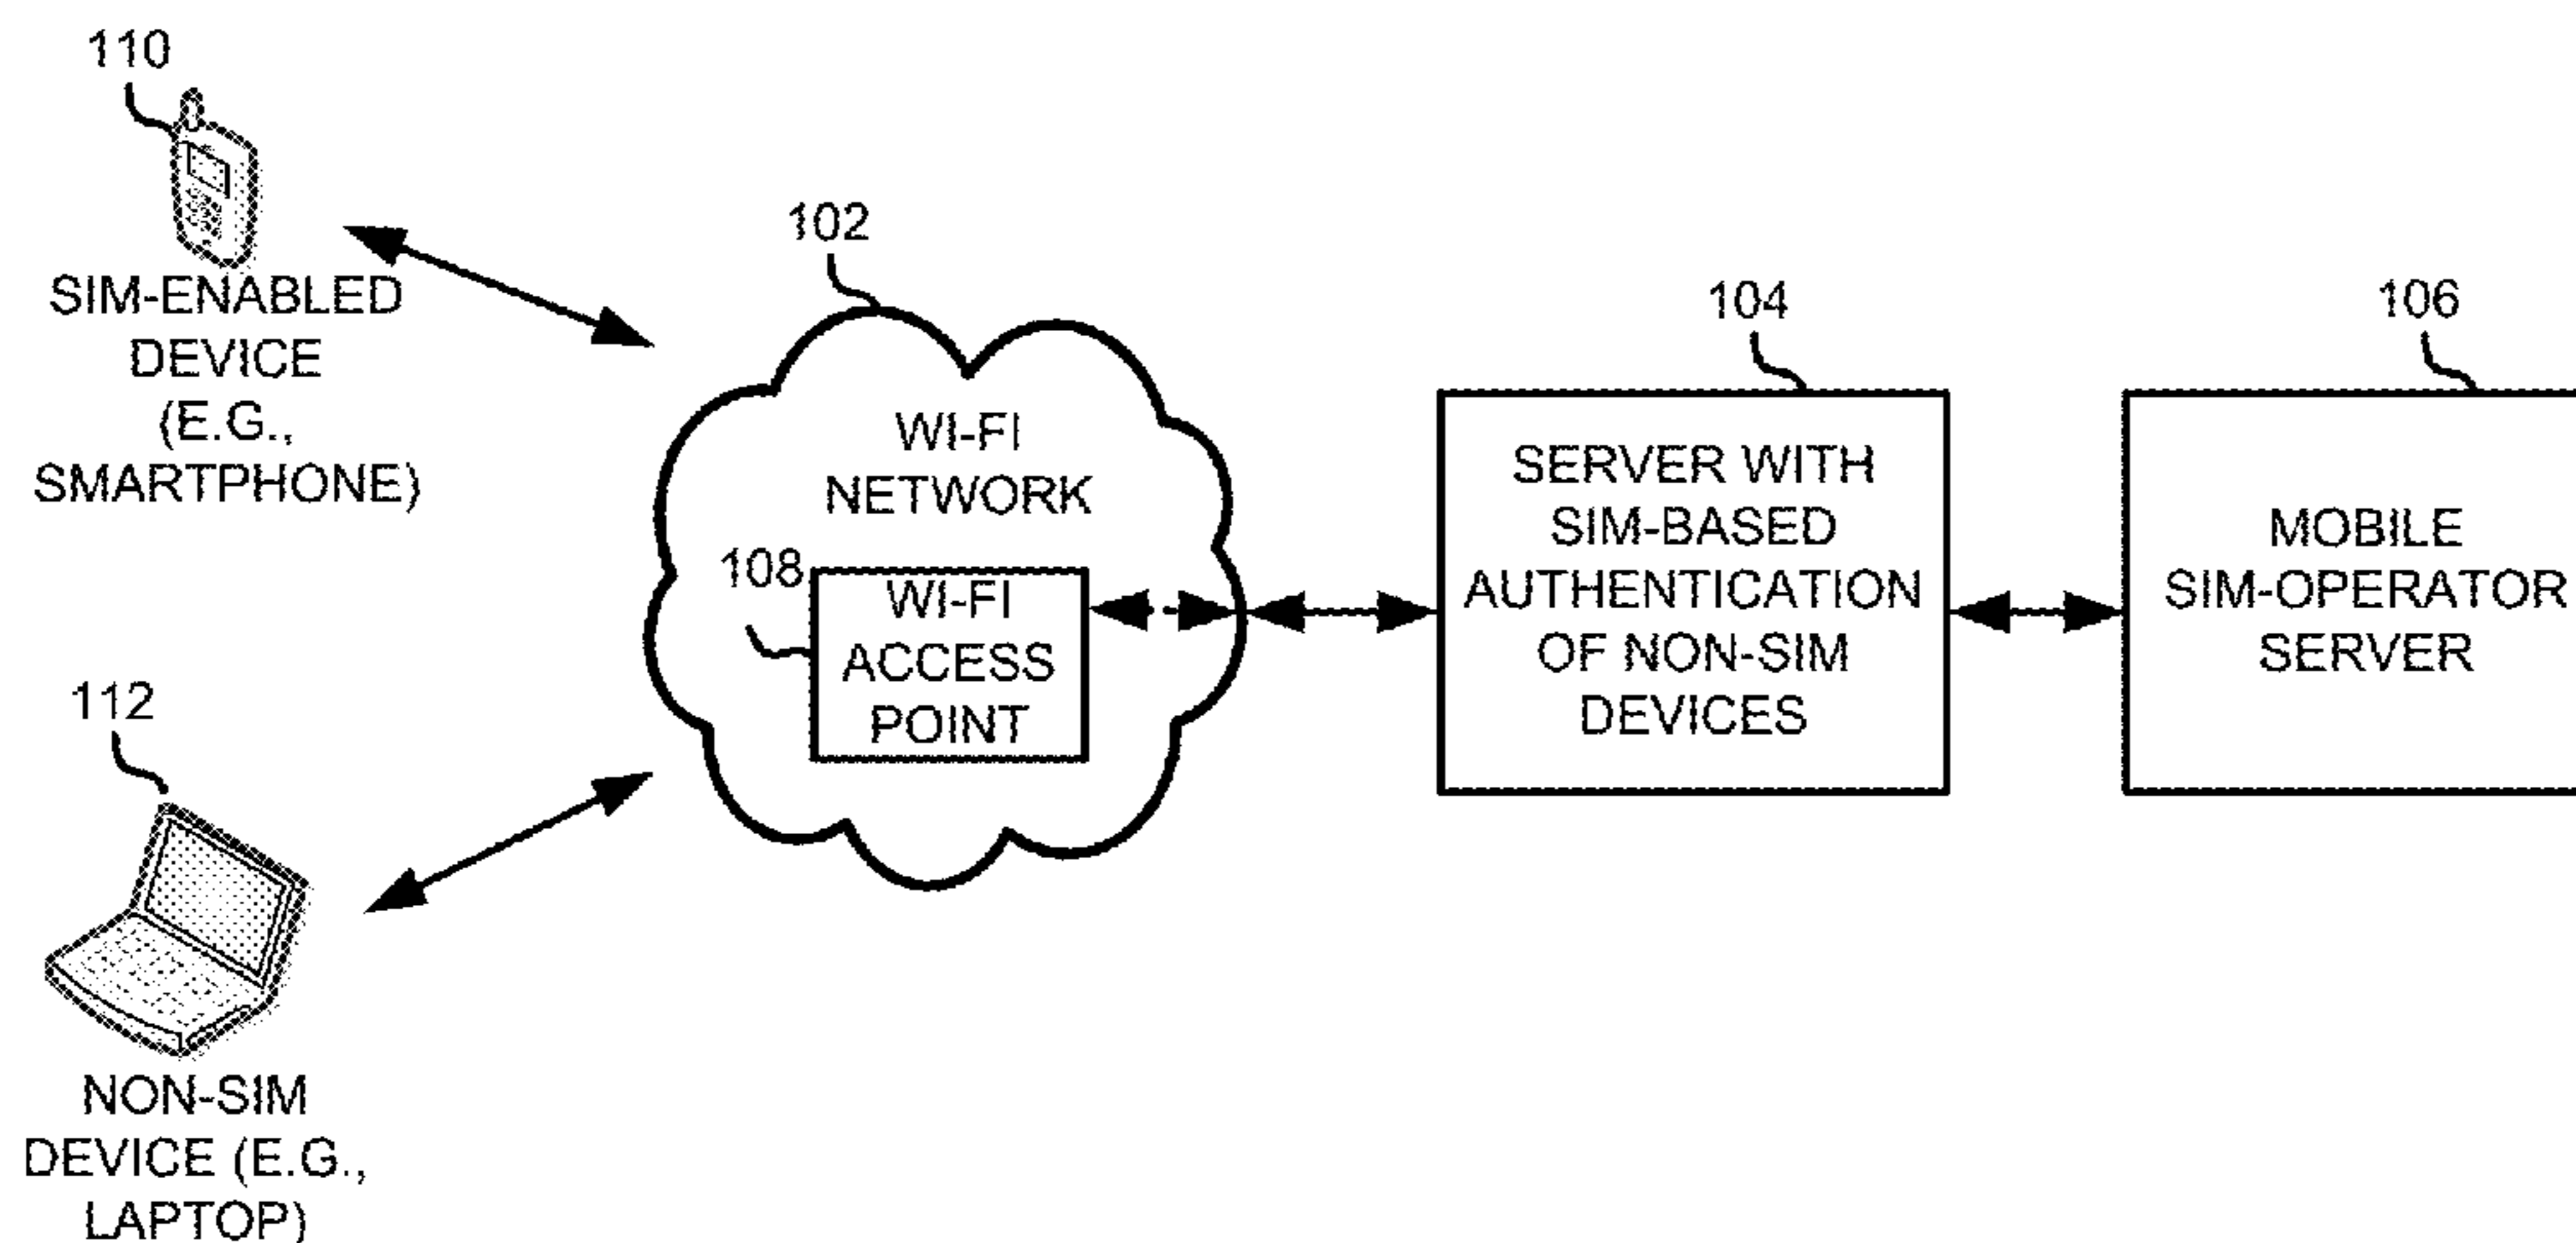 110
SIM-ENABLED
DEVICE
(E.G.,
SMARTPHONE)
102
WI-FI
NETWORK
108
WI-FI
ACCESS
POINT
104
SERVER WITH
SIM-BASED
AUTHENTICATION
OF NON-SIM
DEVICES
106
MOBILE
SIM-OPERATOR
SERVER
112
NON-SIM
DEVICE (E.G.,
LAPTOP)